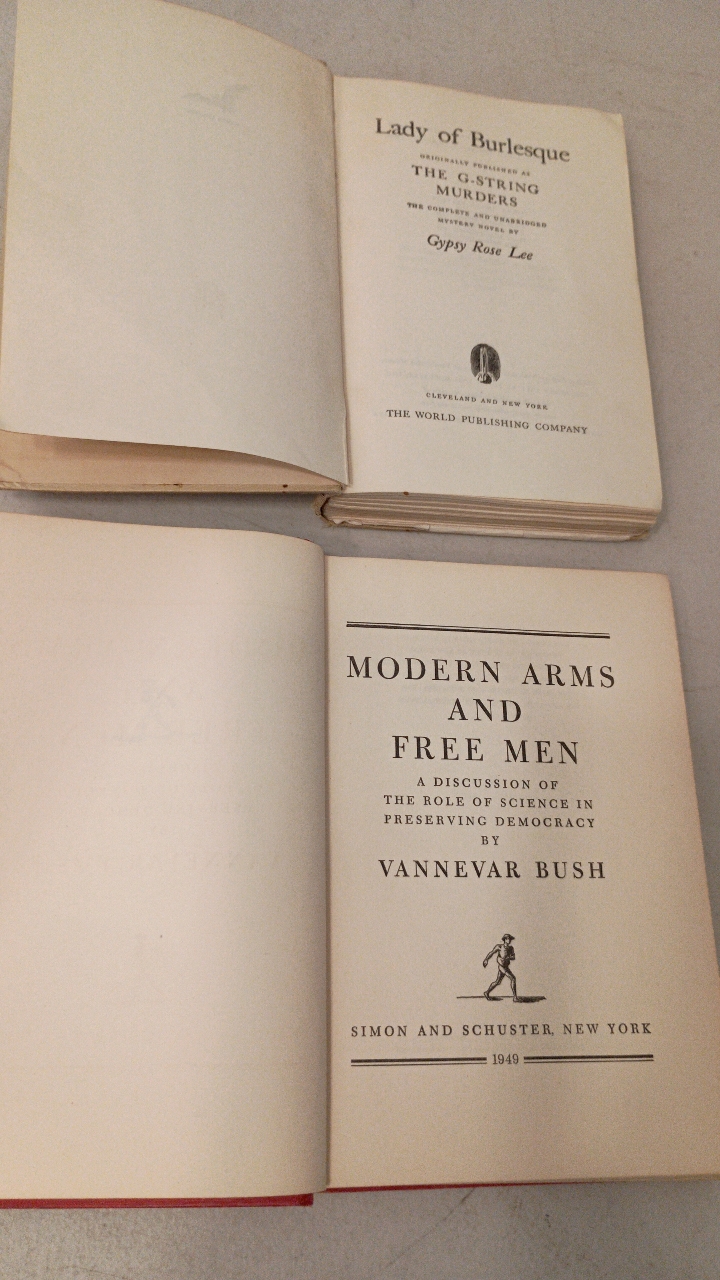 Lady of Burlesque
ORIGINALLY PUBLISHED AS
THE G-STRING
MURDERS
THE COMPLETE AND UNABRIDGED
MYSTERY NOVEL BY
Gypsy Rose Lee
CLEVELAND AND NEW YORK
THE WORLD PUBLISHING COMPANY
MODERN ARMS
AND
FREE MEN
A DISCUSSION OF
THE ROLE OF SCIENCE IN
PRESERVING DEMOCRACY
BY
VANNEVAR BUSH
SIMON AND SCHUSTER, NEW YORK
1949